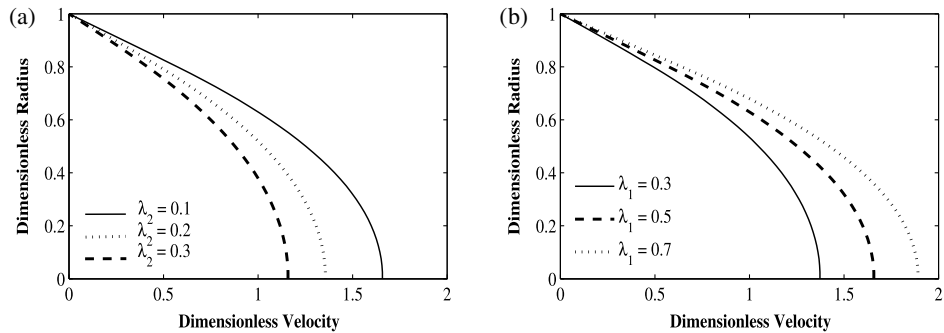 (a)
1
0.8
0.6
0.4
0.2
0
Dimensionless Radius
λ2 = 0.1
λ2 = 0.2
λ2 = 0.3
0 0.5 1 1.5 2
Dimensionless Velocity
(b)
1
0.8
0.6
0.4
0.2
0
Dimensionless Radius
λ1 = 0.3
λ1 = 0.5
λ1 = 0.7
0 0.5 1 1.5 2
Dimensionless Velocity